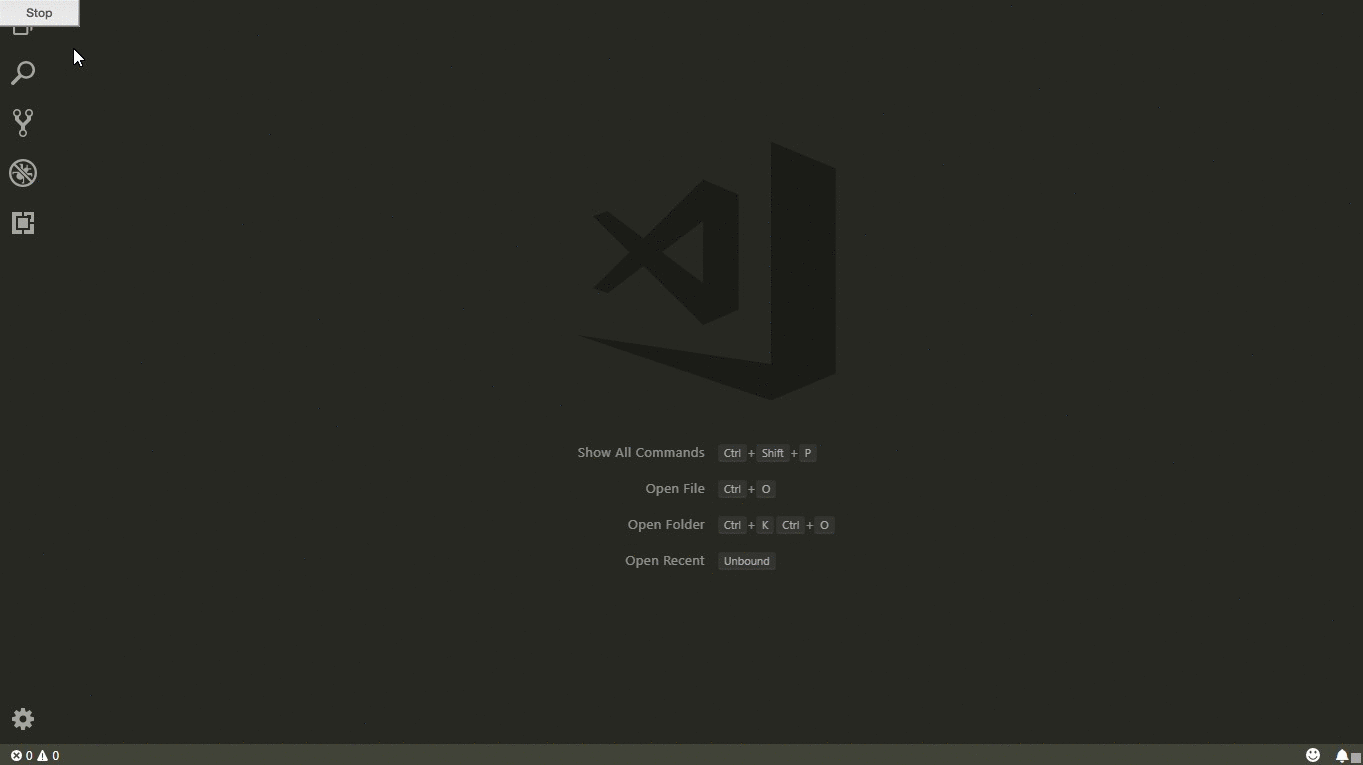 Stop
Show All Commands Ctrl + Shift + P
Open File Ctrl + O
Open Folder Ctrl + K Ctrl + O
Open Recent Unbound
0 0